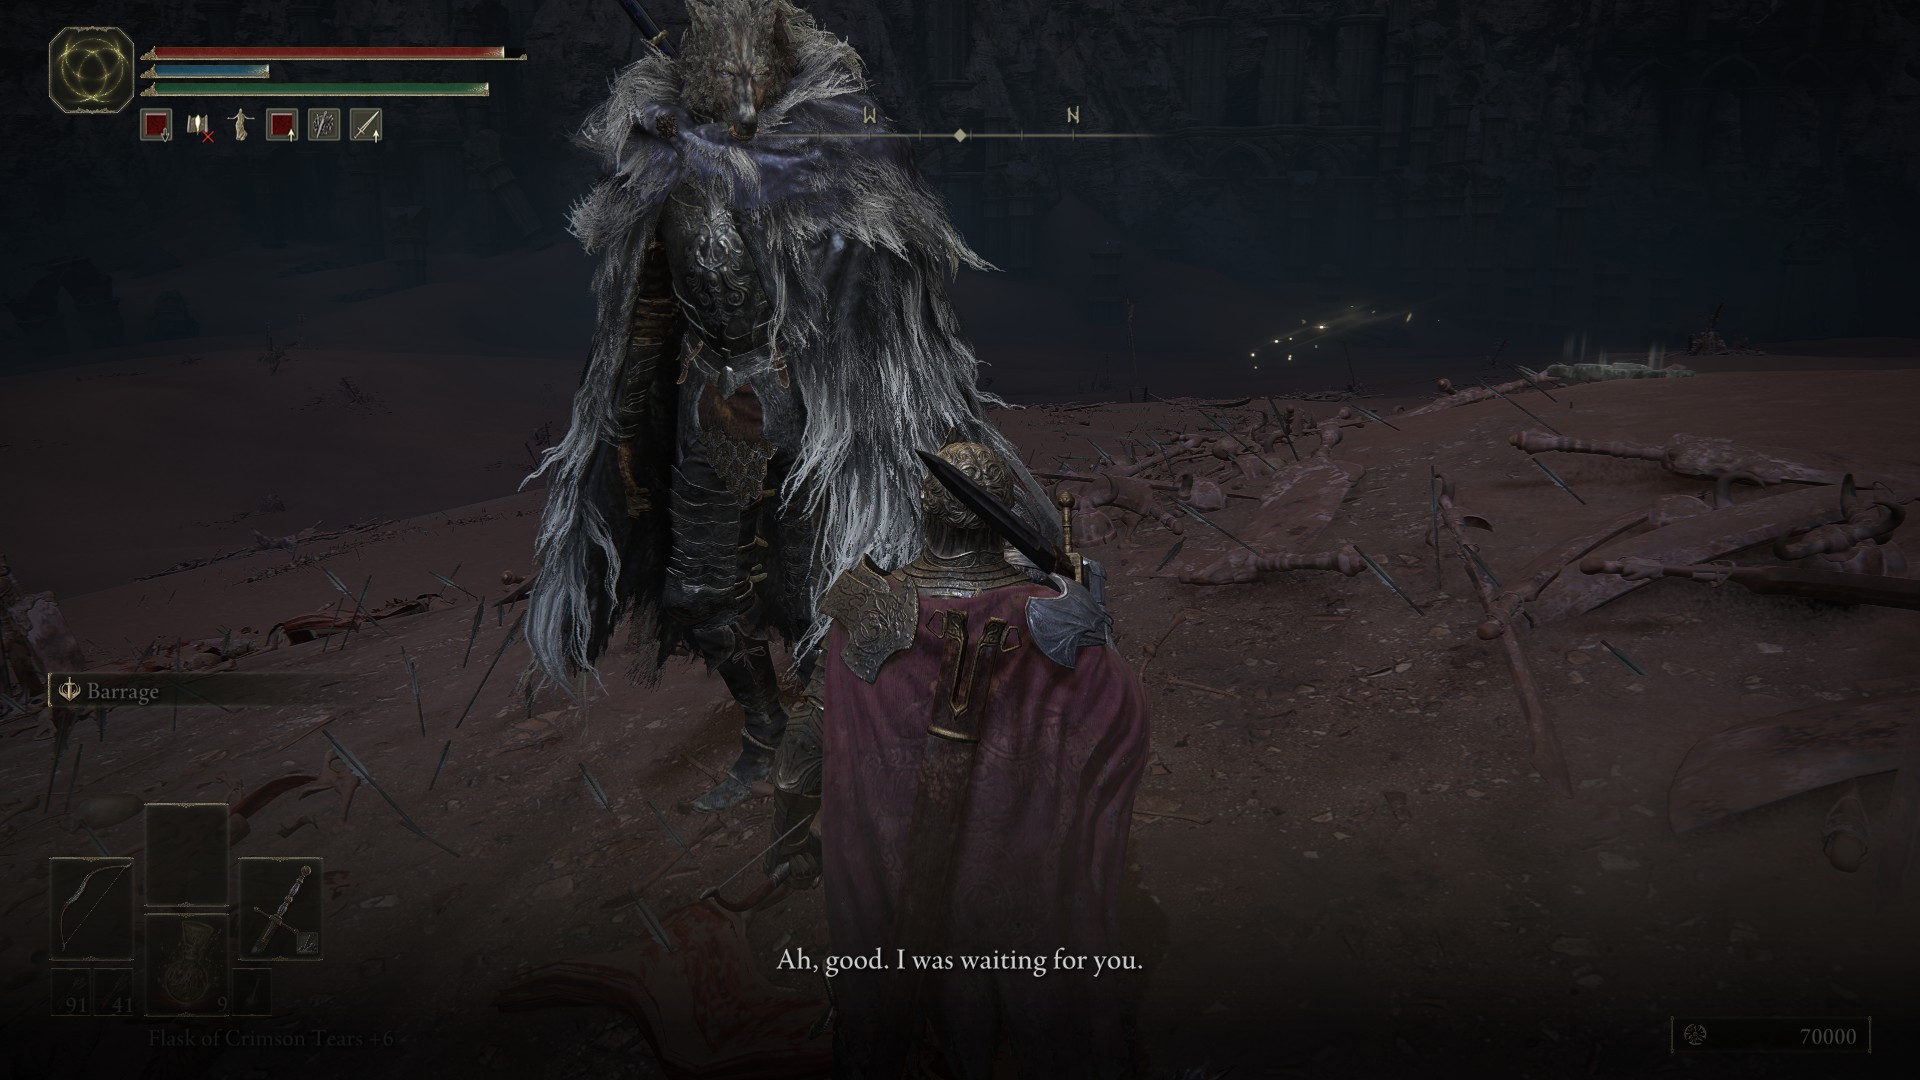 W
N
Barrage
91
41
9
Flask of Crimson Tears +6
Ah, good. I was waiting for you.
70000